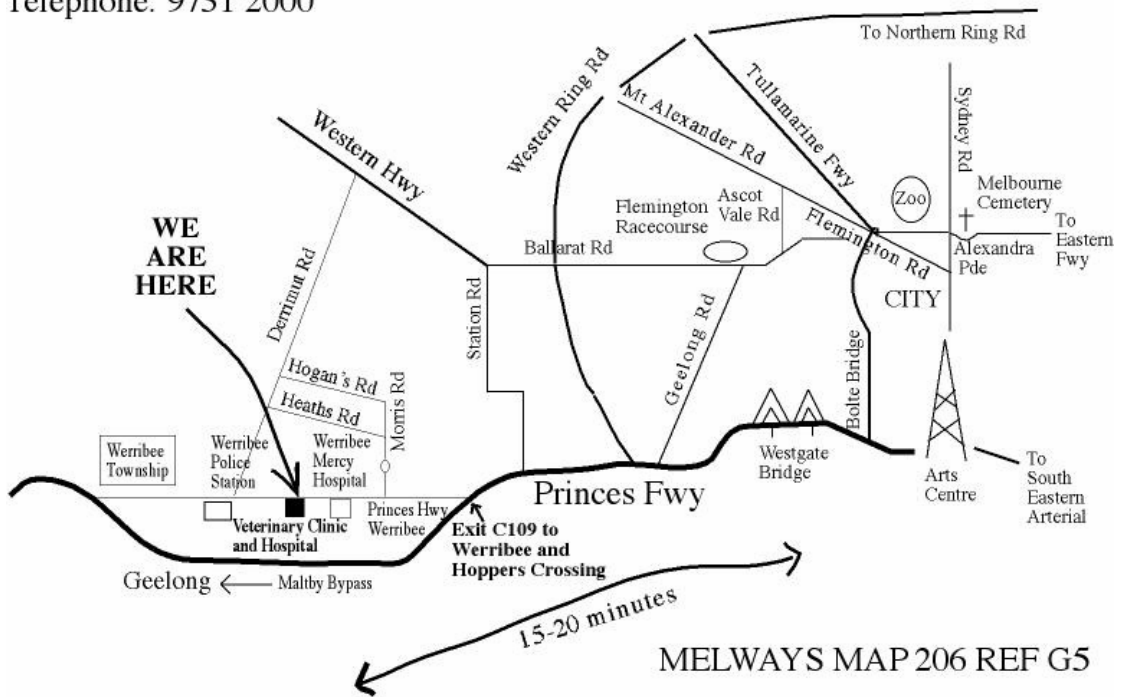 Telephone: 9731 2000
To Northern Ring Rd
Western Ring Rd
Tullamarine Fwy
Mt Alexander Rd
Sydney Rd
Western Hwy
Zoo
Melbourne
Cemetery
Flemington
Racecourse
Ascot
Vale Rd
Flemington Rd
To
Eastern
Fwy
Alexandra
Pde
WE
ARE
HERE
Ballarat Rd
Derrimut Rd
Station Rd
Geelong Rd
CITY
Bolte Bridge
Hogan's Rd
Heaths Rd
Morris Rd
Werribee
Township
Werribee
Police
Station
Werribee
Mercy
Hospital
Westgate
Bridge
Arts
Centre
To
South
Eastern
Arterial
Princes Fwy
Veterinary Clinic
and Hospital
Princes Hwy
Werribee
Exit C109 to
Werribee and
Hoppers Crossing
Geelong
Maltby Bypass
15-20 minutes
MELWAYS MAP 206 REF G5